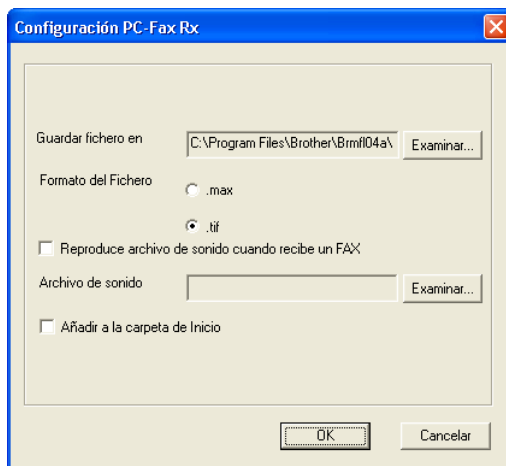 Configuración PC-Fax Rx
Guardar fichero en C:\Program Files\Brother\Brmfl04a\ Examinar...
Formato del Fichero .max
.tif
Reproduce archivo de sonido cuando recibe un FAX
Archivo de sonido Examinar...
Añadir a la carpeta de Inicio
OK Cancelar